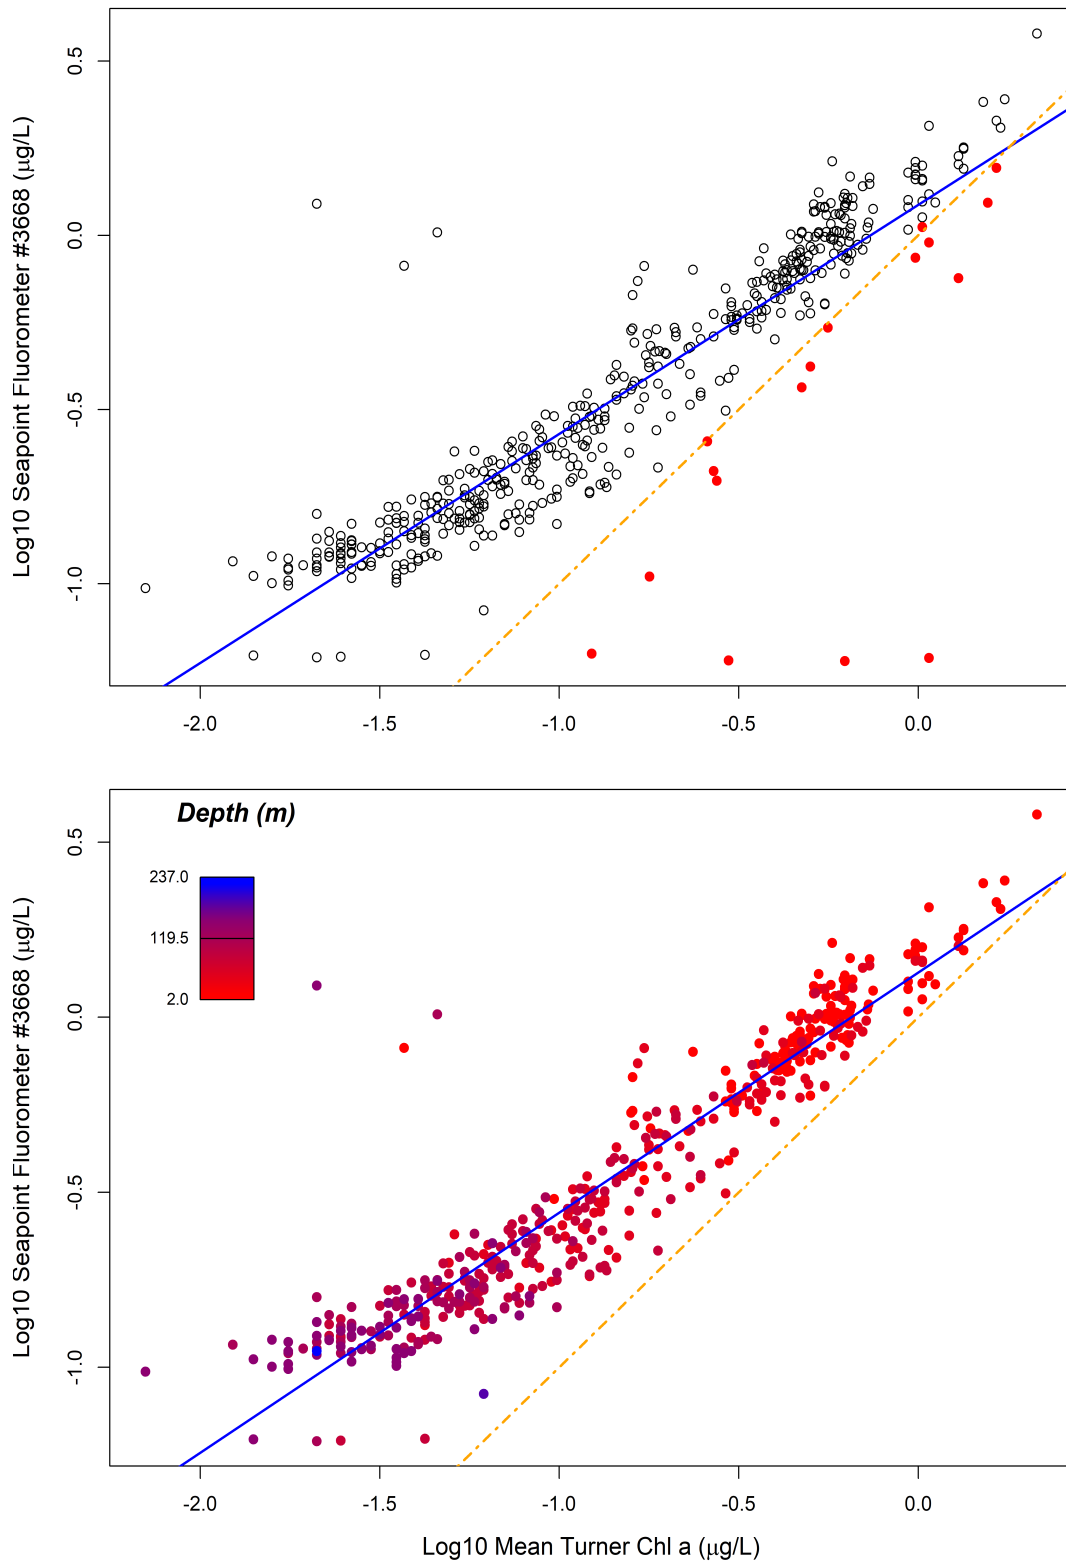 0.5
0.0
-0.5
-1.0
Log10 Seapoint Fluorometer #3668 (μg/L)
-2.0 -1.5 -1.0 -0.5 0.0
Depth (m)
237.0
119.5
2.0
0.5
0.0
-0.5
-1.0
Log10 Seapoint Fluorometer #3668 (μg/L)
-2.0 -1.5 -1.0 -0.5 0.0
Log10 Mean Turner Chl a (μg/L)